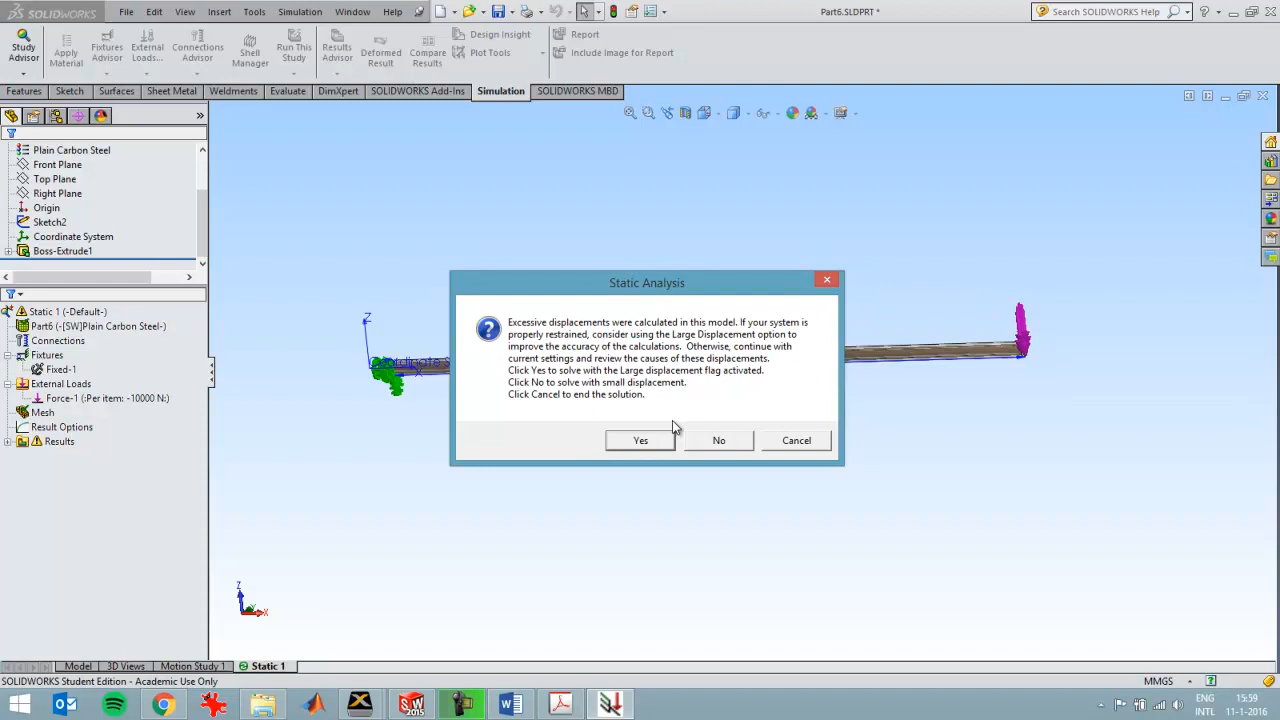 SOLIDWORKS File Edit View Insert Tools Simulation Window Help Part6.SLDPRT * Search SOLIDWORKS Help
Study Advisor
Apply Material
Fixtures Advisor
External Loads...
Connections Advisor
Shell Manager
Run This Study
Results Advisor
Deformed Result
Compare Results
Design Insight
Plot Tools
Report
Include Image for Report
Features Sketch Surfaces Sheet Metal Weldments Evaluate DimXpert SOLIDWORKS Add-Ins Simulation SOLIDWORKS MBD
Plain Carbon Steel
Front Plane
Top Plane
Right Plane
Origin
Sketch2
Coordinate System
Boss-Extrude1
Static 1 (-Default-)
Part6 (-[SW]Plain Carbon Steel-)
Connections
Fixtures
Fixed-1
External Loads
Force-1 (:Per item: -10000 N:)
Mesh
Result Options
Results
Z
X
Static Analysis
Excessive displacements were calculated in this model. If your system is
properly restrained, consider using the Large Displacement option to
improve the accuracy of the calculations. Otherwise, continue with
current settings and review the causes of these displacements.
Click Yes to solve with the Large displacement flag activated.
Click No to solve with small displacement.
Click Cancel to end the solution.
Yes No Cancel
Z
Y
X
Model 3D Views Motion Study 1 Static 1
SOLIDWORKS Student Edition - Academic Use Only MMGS
ENG 15:59
INTL 11-1-2016